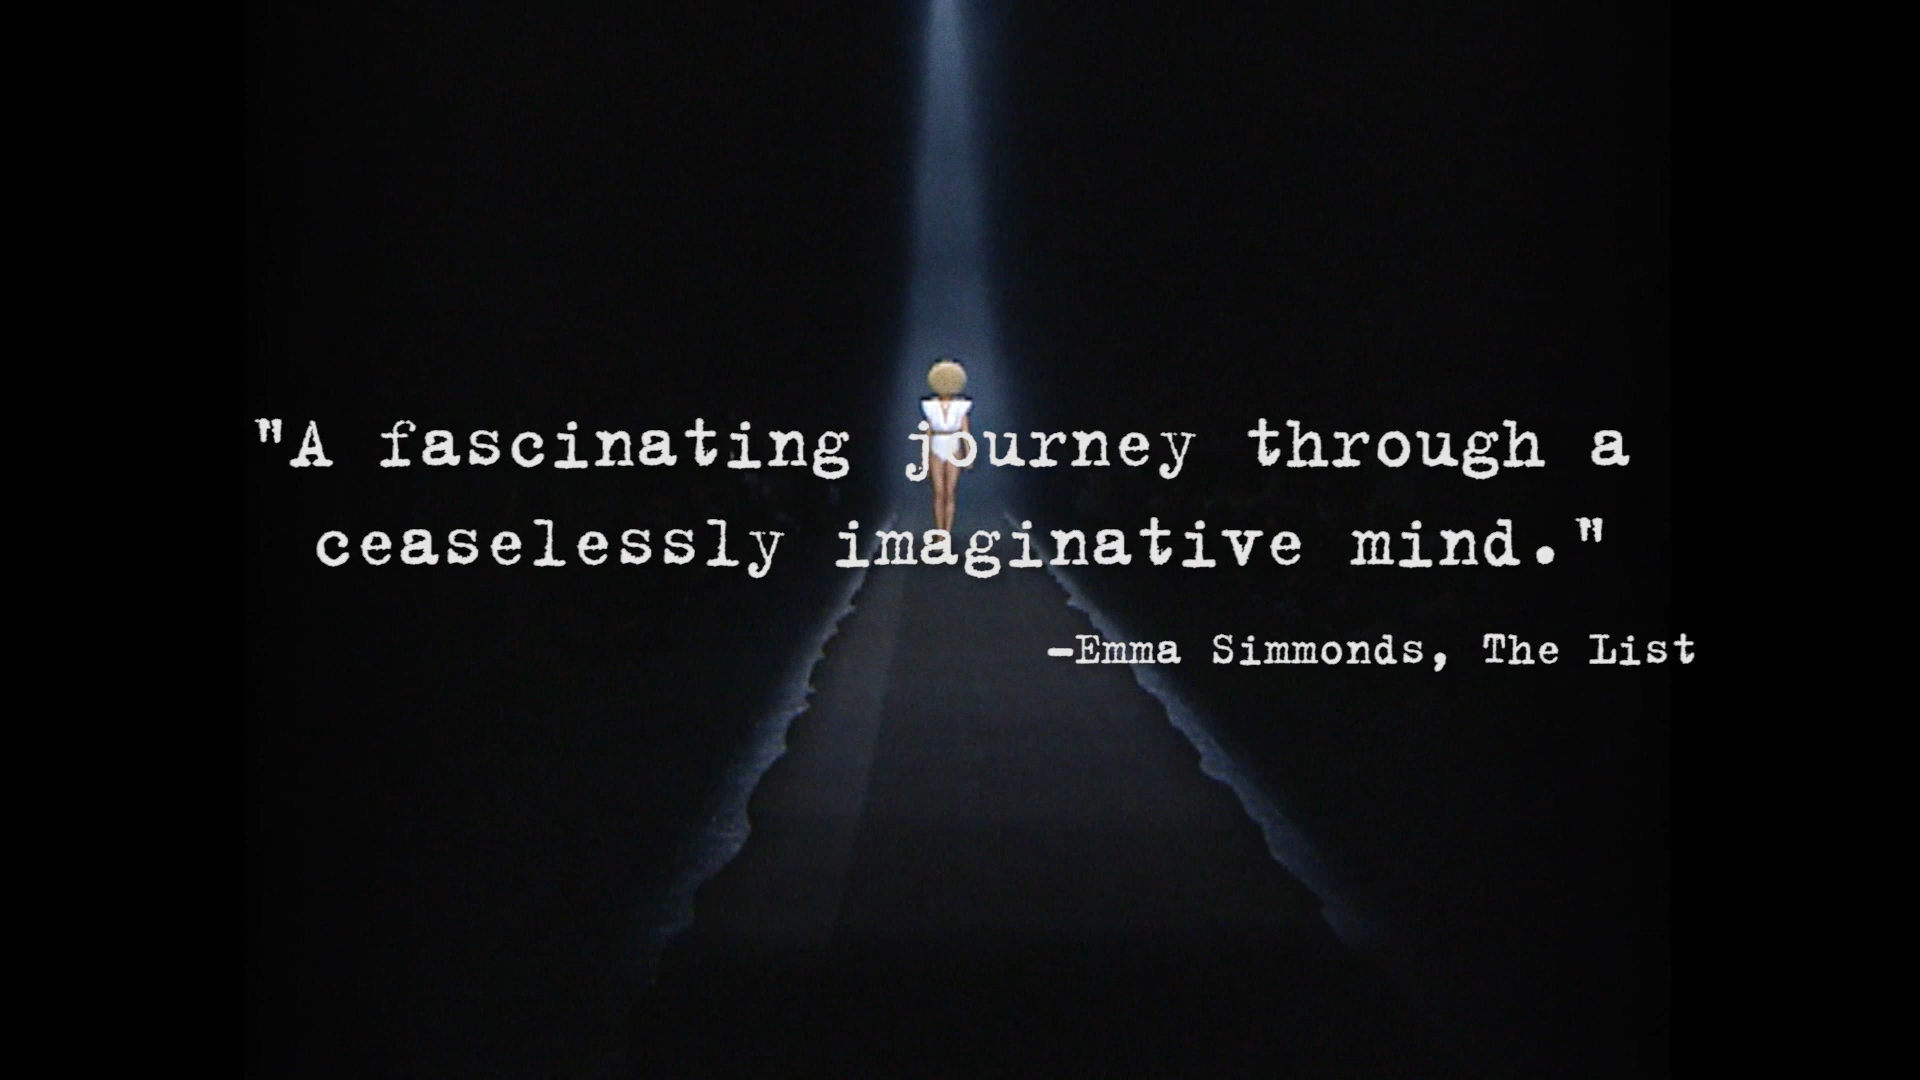 "A fascinating journey through a
ceaselessly imaginative mind."
-Emma Simmonds, The List